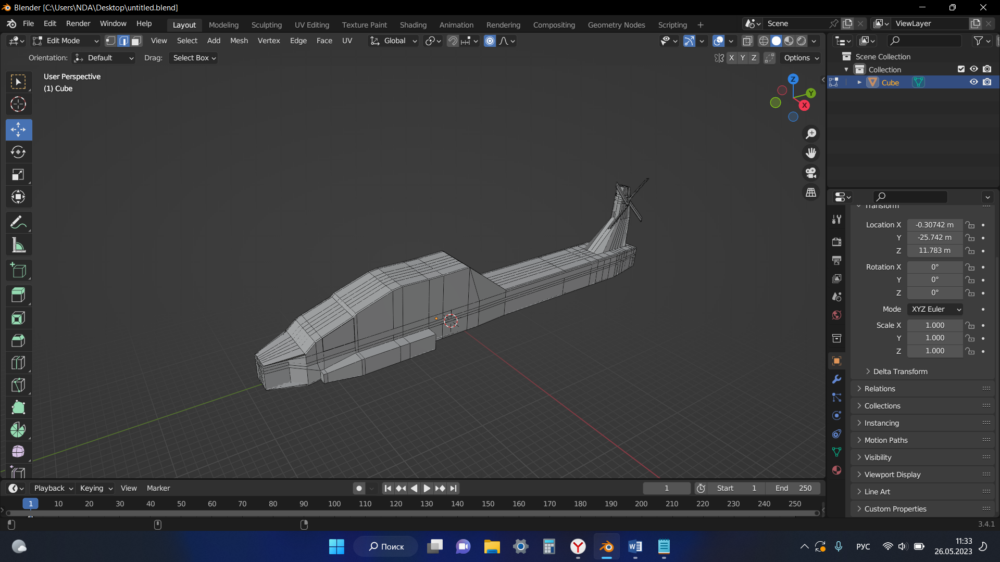 Blender [C:\Users\NDA\Desktop\untitled.blend]
File Edit Render Window Help
Layout Modeling Sculpting UV Editing Texture Paint Shading Animation Rendering Compositing Geometry Nodes Scripting +
Scene
ViewLayer
Edit Mode
View Select Add Mesh Vertex Edge Face UV
Global
Orientation: Default Drag: Select Box
X Y Z
Options
User Perspective
(1) Cube
Z
Y
X
Scene Collection
Collection
Cube
Transform
Location X -0.30742 m
Y -25.742 m
Z 11.783 m
Rotation X 0°
Y 0°
Z 0°
Mode XYZ Euler
Scale X 1.000
Y 1.000
Z 1.000
Delta Transform
Relations
Collections
Instancing
Motion Paths
Visibility
Viewport Display
Line Art
Custom Properties
Playback Keying View Marker
1
Start 1
End 250
1 10 20 30 40 50 60 70 80 90 100 110 120 130 140 150 160 170 180 190 200 210 220 230 240 250
3.4.1
Поиск
РУС
11:33
26.05.2023